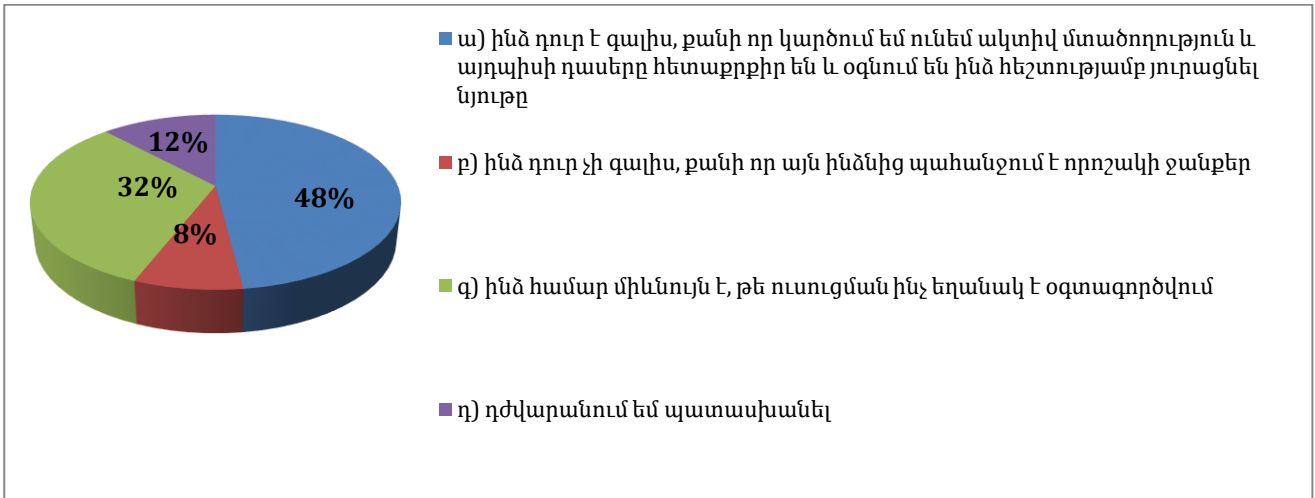 12%
32%
48%
8%
ա) ինձ դուր է գալիս, քանի որ կարծում եմ ունեմ ակտիվ մտածողություն և
այդպիսի դասերը հետաքրքիր են և օգնում են ինձ հեշտությամբ յուրացնել
նյութը
բ) ինձ դուր չի գալիս, քանի որ այն ինձնից պահանջում է որոշակի ջանքեր
գ) ինձ համար միևնույն է, թե ուսուցման ինչ եղանակ է օգտագործվում
դ) դժվարանում եմ պատասխանել